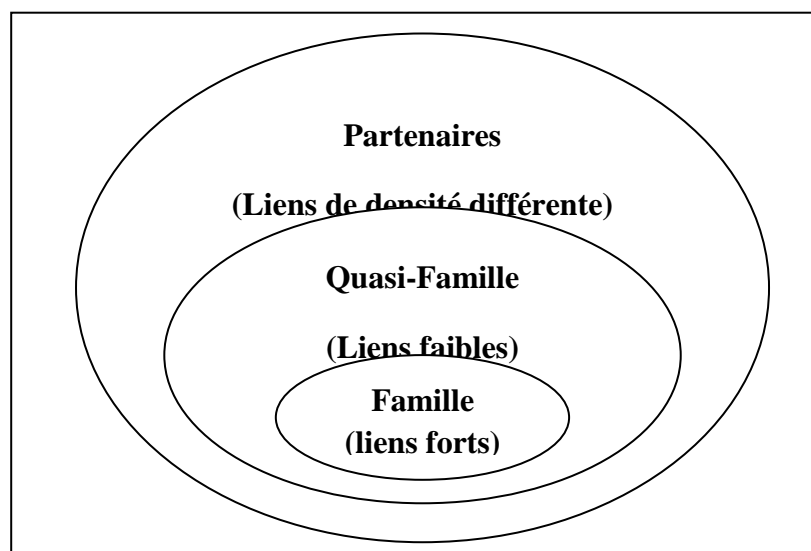 Partenaires
(Liens de densité différente)
Quasi-Famille
(Liens faibles)
Famille
(liens forts)